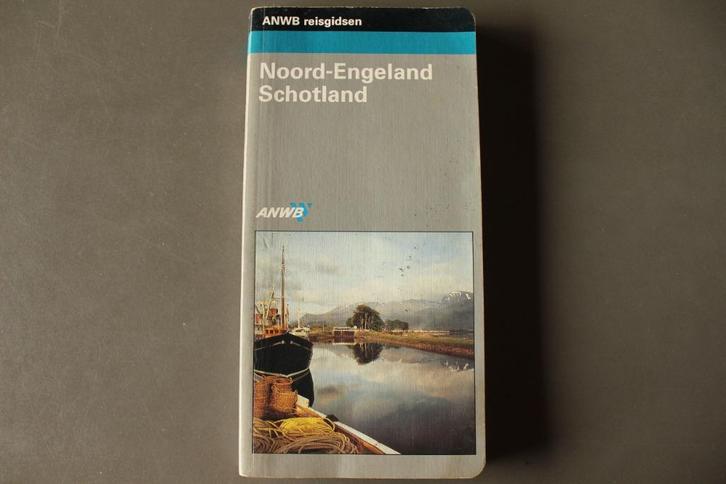 ANWB reisgidsen
Noord-Engeland
Schotland
ANWB